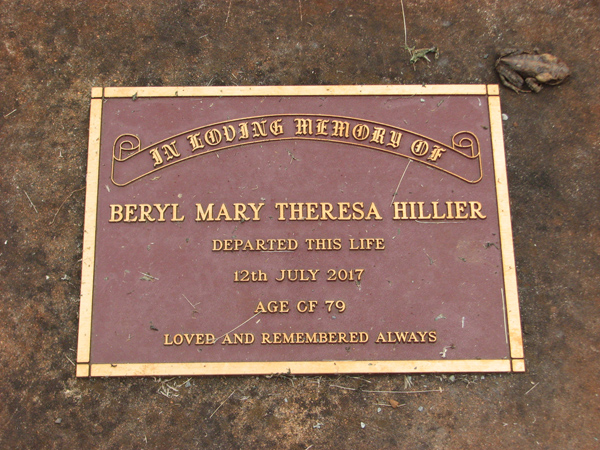 IN LOVING MEMORY OF
BERYL MARY THERESA HILLIER
DEPARTED THIS LIFE
12th JULY 2017
AGE OF 79
LOVED AND REMEMBERED ALWAYS